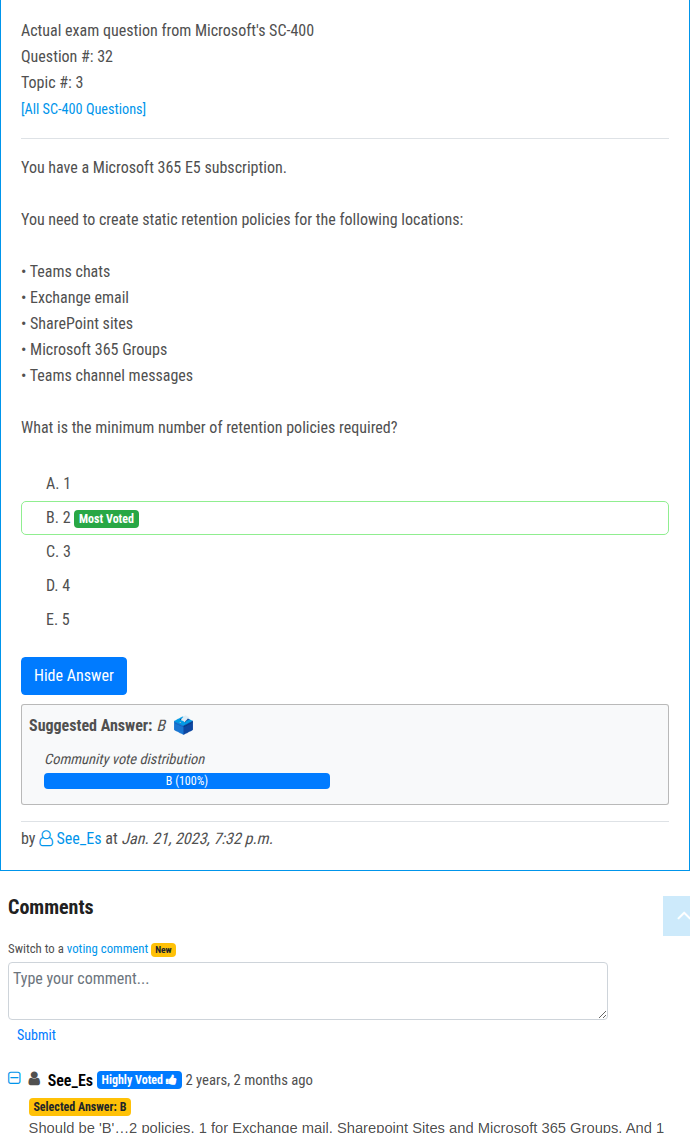 Actual exam question from Microsoft's SC-400
Question #: 32
Topic #: 3
[All SC-400 Questions]
You have a Microsoft 365 E5 subscription.
You need to create static retention policies for the following locations:
• Teams chats
• Exchange email
• SharePoint sites
• Microsoft 365 Groups
• Teams channel messages
What is the minimum number of retention policies required?
A. 1
B. 2 Most Voted
C. 3
D. 4
E. 5
Hide Answer
Suggested Answer: B
Community vote distribution
B (100%)
by See_Es at Jan. 21, 2023, 7:32 p.m.
Comments
Switch to a voting comment New
Type your comment...
Submit
See_Es Highly Voted 2 years, 2 months ago
Selected Answer: B
Should be 'B'...2 policies. 1 for Exchange mail, Sharepoint Sites and Microsoft 365 Groups. And 1